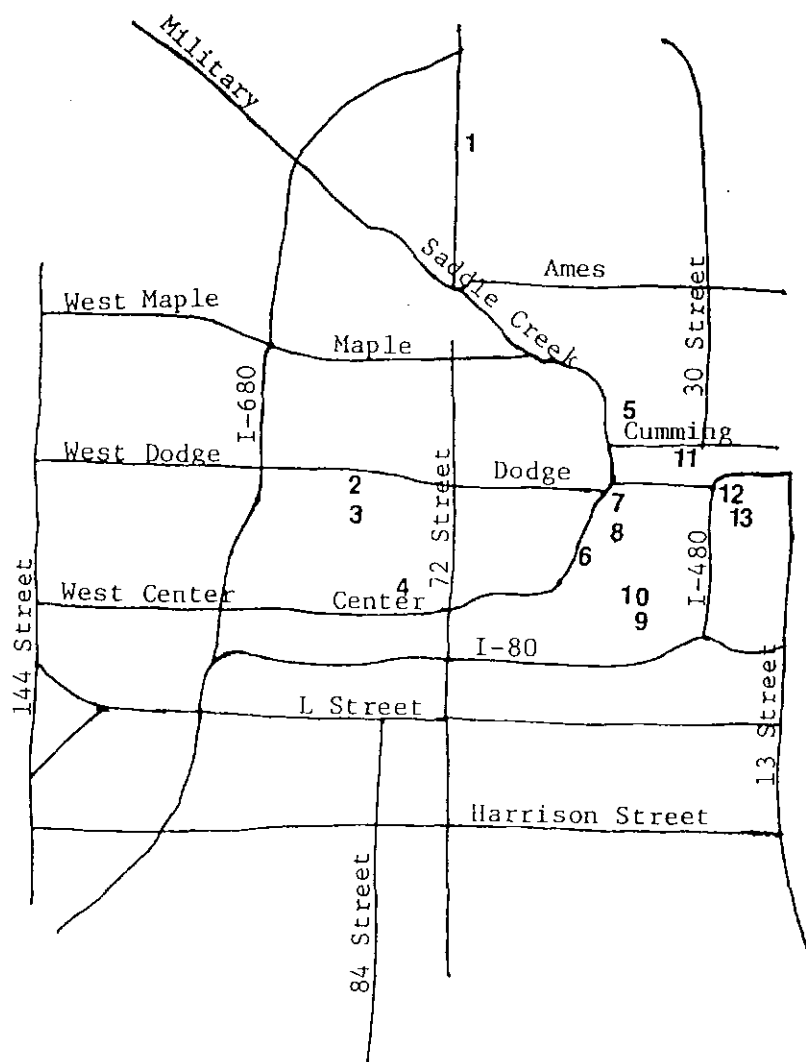 Military
1
Saddle Creek
Ames
West Maple
Maple
30 Street
I-680
5
Cumming
11
West Dodge
2
Dodge
3
72 Street
7
12
8
13
6
I-480
4
West Center
Center
10
9
144 Street
I-80
L Street
13 Street
Harrison Street
84 Street